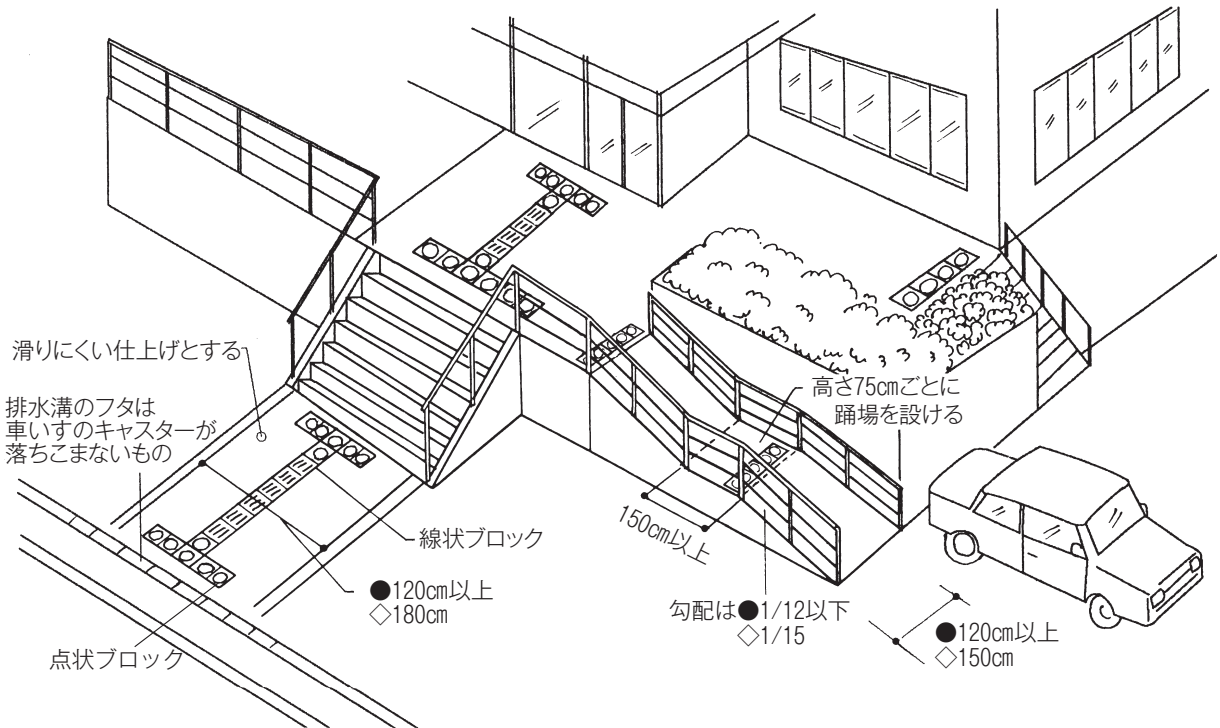 滑りにくい仕上げとする
排水溝のフタは
車いすのキャスターが
落ちこまないもの
高さ75cmごとに
踊場を設ける
150cm以上
線状ブロック
●120cm以上
◇180cm
勾配は●1/12以下
◇1/15
●120cm以上
◇150cm
点状ブロック